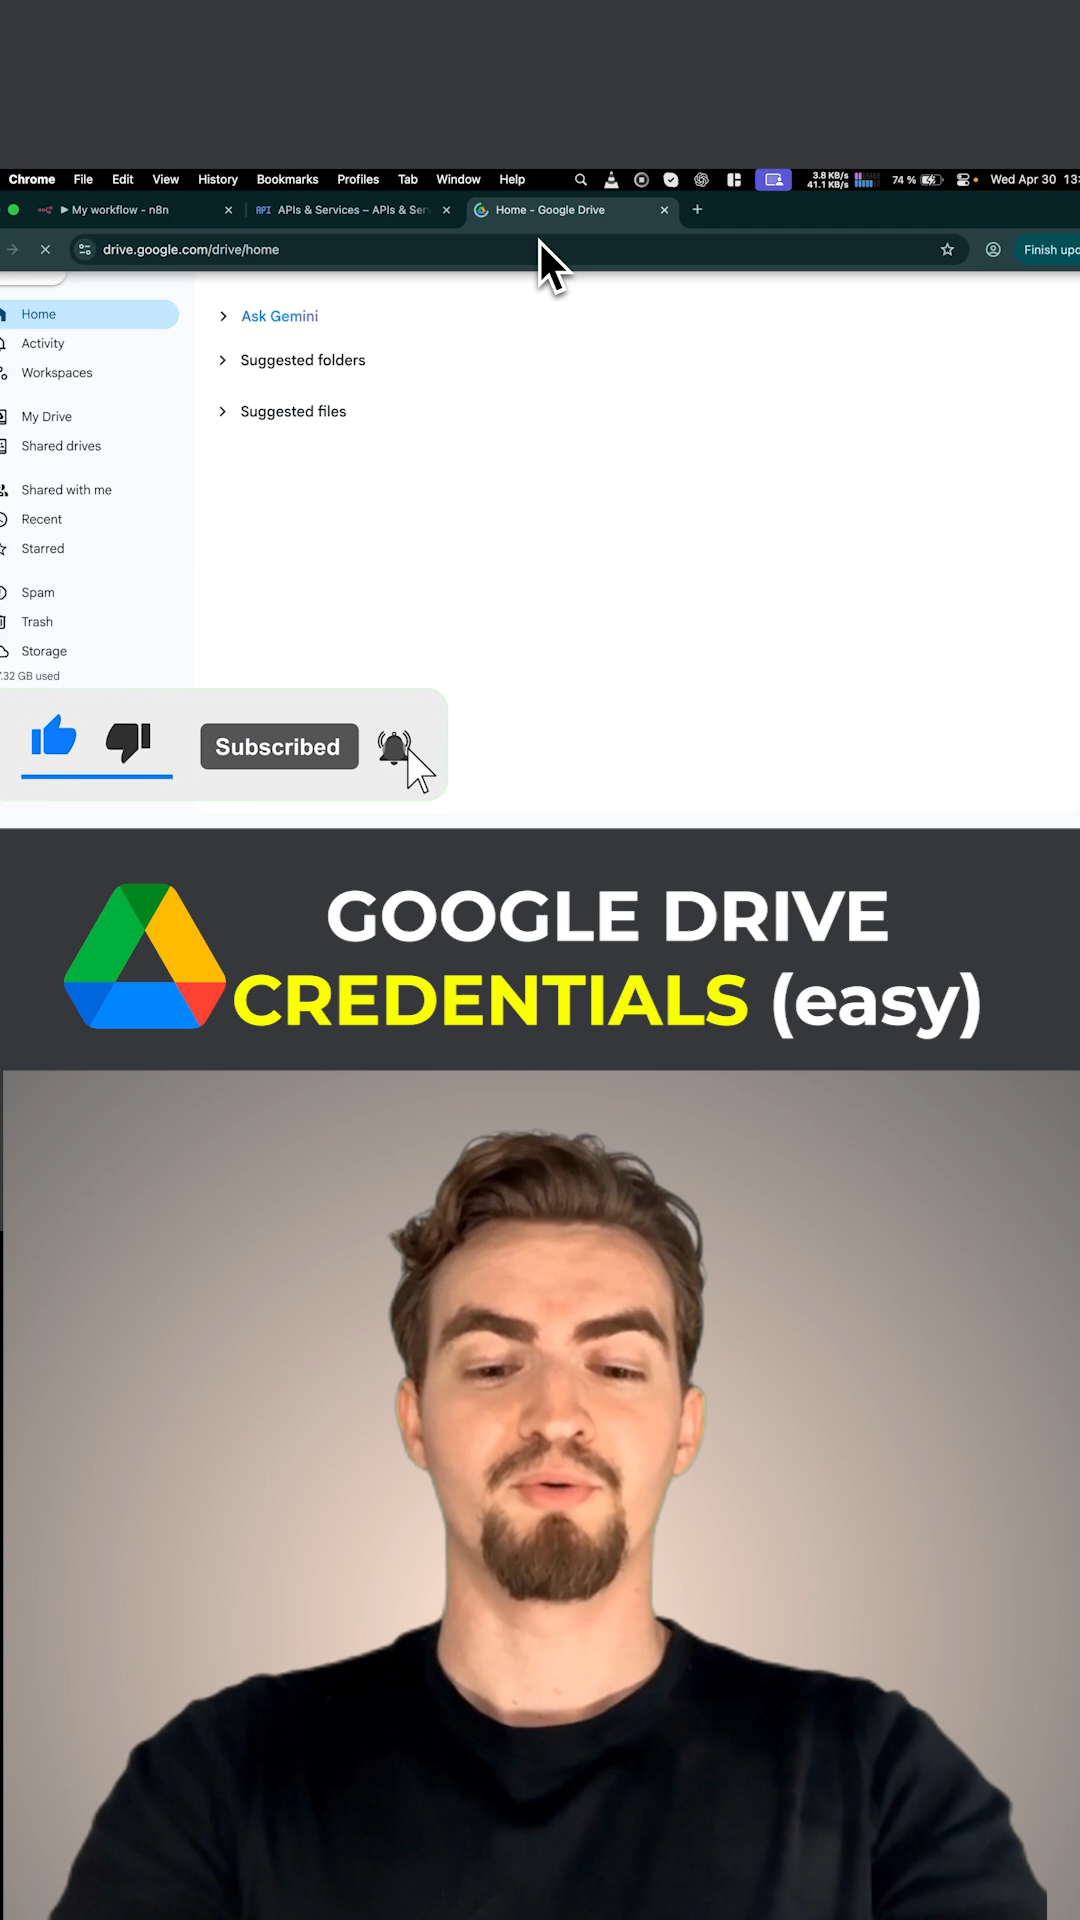 Chrome File Edit View History Bookmarks Profiles Tab Window Help 3.8 KB/s 41.1 KB/s 74 % Wed Apr 30
My workflow - n8n API APIs & Services – APIs & Ser Home - Google Drive
drive.google.com/drive/home Finish
Home
Activity
Workspaces
My Drive
Shared drives
Shared with me
Recent
Starred
Spam
Trash
Storage
.32 GB used
Ask Gemini
Suggested folders
Suggested files
Subscribed
GOOGLE DRIVE
CREDENTIALS (easy)